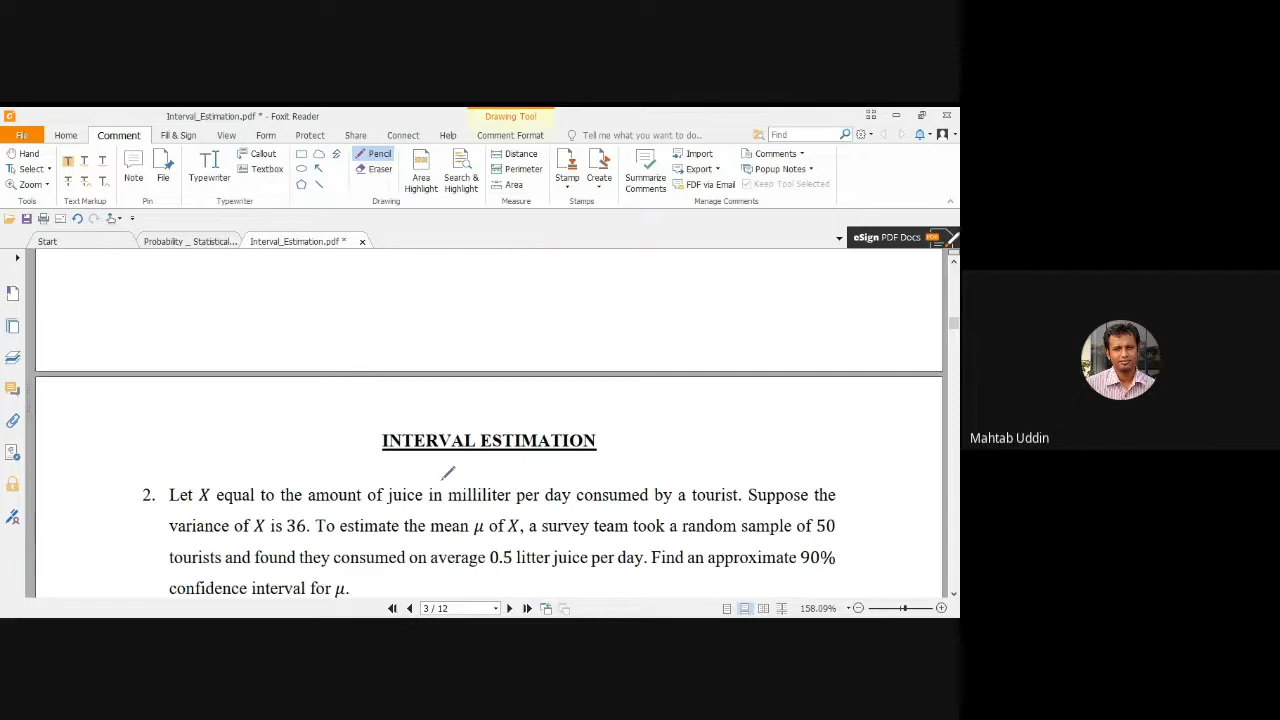 Interval_Estimation.pdf * - Foxit Reader
Drawing Tool
File
Home
Comment
Fill & Sign
View
Form
Protect
Share
Connect
Help
Comment Format
Tell me what you want to do..
Find
Hand
Select
Zoom
Tools
T T T
T T T
Text Markup
Note
File
Pin
Typewriter
Callout
Textbox
Typewriter
Pencil
Eraser
Drawing
Area Highlight
Search & Highlight
Distance
Perimeter
Area
Measure
Stamp
Create
Stamps
Summarize Comments
Import
Export
FDF via Email
Comments
Popup Notes
Keep Tool Selected
Manage Comments
Start
Probability _ Statistical...
Interval_Estimation.pdf *
eSign PDF Docs
INTERVAL ESTIMATION
2. Let X equal to the amount of juice in milliliter per day consumed by a tourist. Suppose the
variance of X is 36. To estimate the mean μ of X, a survey team took a random sample of 50
tourists and found they consumed on average 0.5 litter juice per day. Find an approximate 90%
confidence interval for μ.
3 / 12
158.09%
Mahtab Uddin